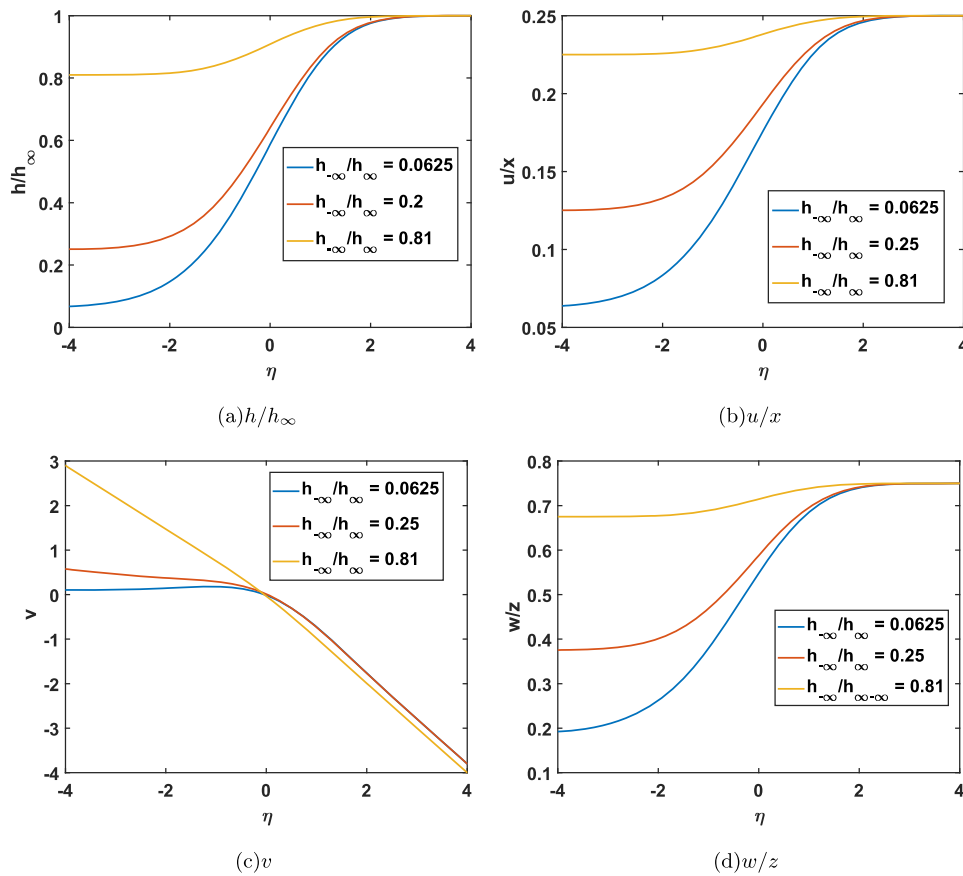 1
0.8
0.6
0.4
0.2
0
h/h∞
-4 -2 0 2 4
η
h-∞/h∞ = 0.0625
h-∞/h∞ = 0.2
h-∞/h∞ = 0.81
(a)h/h∞
0.25
0.2
0.15
0.1
0.05
u/x
-4 -2 0 2 4
η
h-∞/h∞ = 0.0625
h-∞/h∞ = 0.25
h-∞/h∞ = 0.81
(b)u/x
3
2
1
0
-1
-2
-3
-4
v
-4 -2 0 2 4
η
h-∞/h∞ = 0.0625
h-∞/h∞ = 0.25
h-∞/h∞ = 0.81
(c)v
0.8
0.7
0.6
0.5
0.4
0.3
0.2
0.1
w/z
-4 -2 0 2 4
η
h-∞/h∞ = 0.0625
h-∞/h∞ = 0.25
h-∞/h∞-∞ = 0.81
(d)w/z